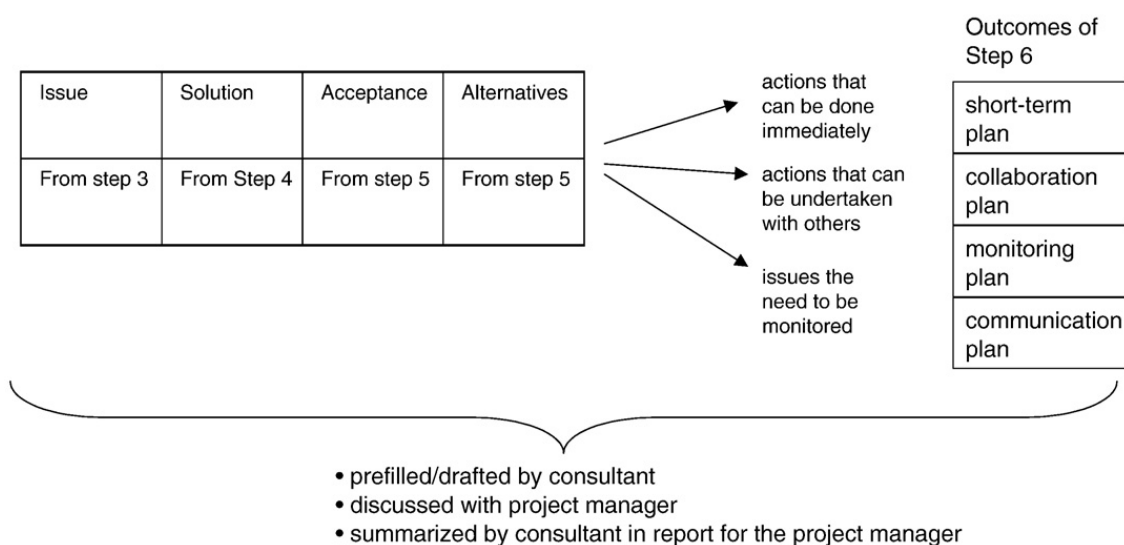 Outcomes of
Step 6
Issue
Solution
Acceptance
Alternatives
From step 3
From Step 4
From step 5
From step 5
actions that
can be done
immediately
actions that can
be undertaken
with others
issues the
need to be
monitored
short-term
plan
collaboration
plan
monitoring
plan
communication
plan
• prefilled/drafted by consultant
• discussed with project manager
• summarized by consultant in report for the project manager